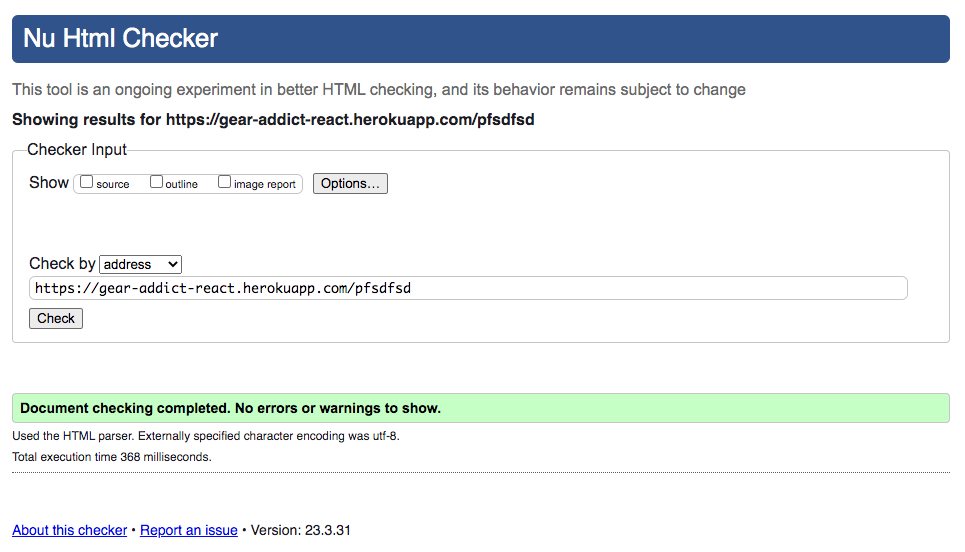 Nu Html Checker
This tool is an ongoing experiment in better HTML checking, and its behavior remains subject to change
Showing results for https://gear-addict-react.herokuapp.com/pfsdfsd
Checker Input
Show source outline image report Options...
Check by address
https://gear-addict-react.herokuapp.com/pfsdfsd
Check
Document checking completed. No errors or warnings to show.
Used the HTML parser. Externally specified character encoding was utf-8.
Total execution time 368 milliseconds.
About this checker • Report an issue • Version: 23.3.31